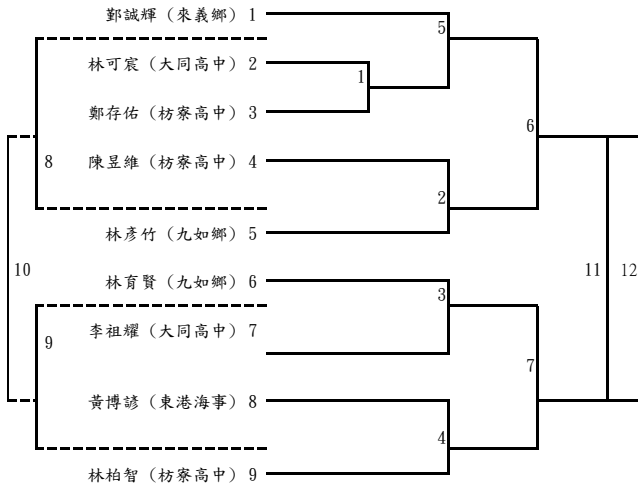 鄞誠輝（來義鄉）1
5
林可宸（大同高中）2
1
鄭存佑（枋寮高中）3
6
8
陳昱維（枋寮高中）4
2
林彥竹（九如鄉）5
10
11
12
林育賢（九如鄉）6
3
李祖耀（大同高中）7
9
7
黃博諺（東港海事）8
4
林柏智（枋寮高中）9